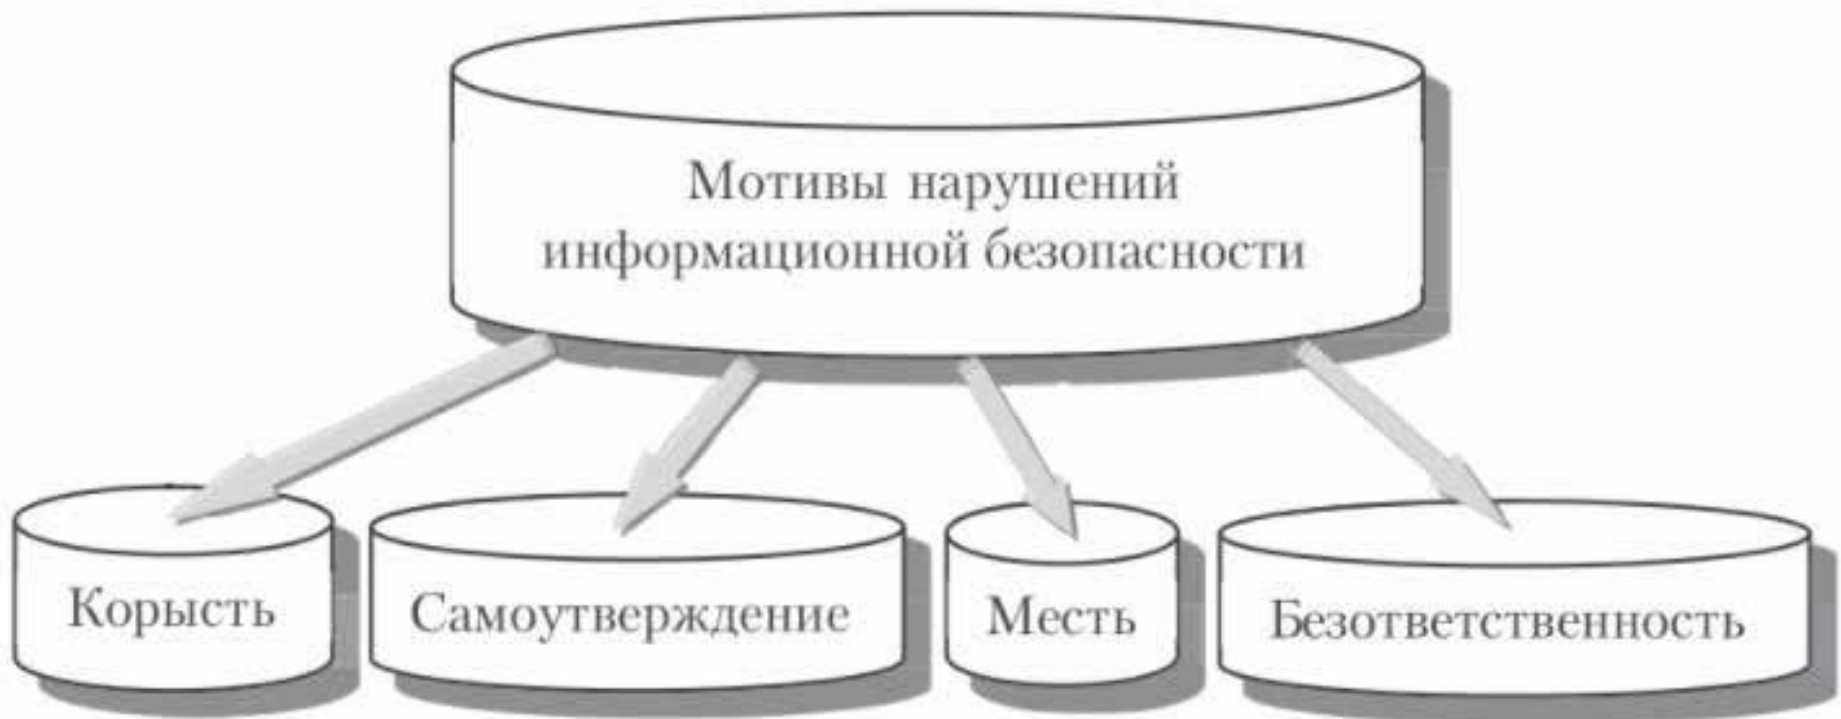 Мотивы нарушений
информационной безопасности
Корысть
Самоутверждение
Месть
Безответственность